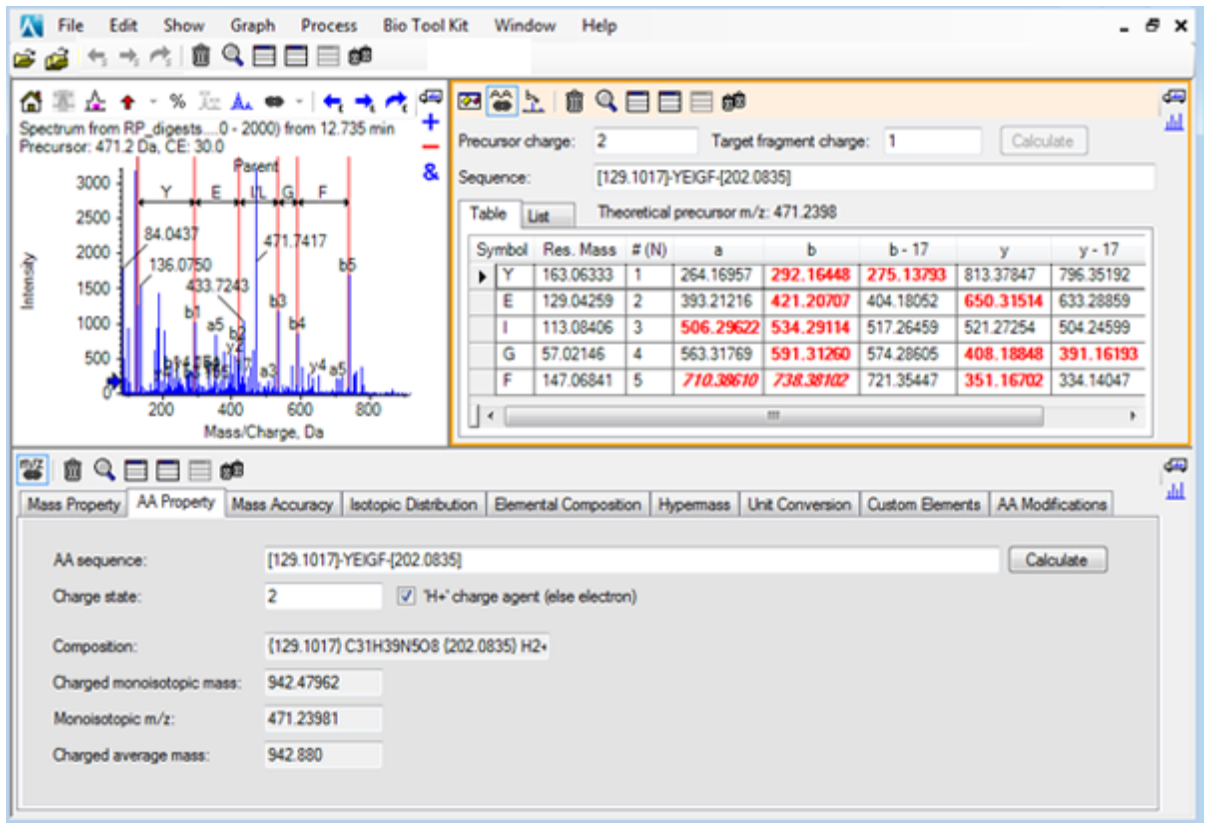 File Edit Show Graph Process Bio Tool Kit Window Help
Spectrum from RP_digests....0 - 2000) from 12.735 min
Precursor: 471.2 Da, CE: 30.0
Parent
Y E I/L G F
3000
2500
2000
1500
1000
500
0
84.0437
136.0750
433.7243
471.7417
b5
b1
a5
b2
b3
b4
a3
y4
a5
200 400 600 800
Intensity
Mass/Charge, Da
Precursor charge: 2 Target fragment charge: 1 Calculate
Sequence: [129.1017]-YEIGF-[202.0835]
Table List Theoretical precursor m/z: 471.2398
Symbol Res. Mass # (N) a b b - 17 y y - 17
Y 163.06333 1 264.16957 292.16448 275.13793 813.37847 796.35192
E 129.04259 2 393.21216 421.20707 404.18052 650.31514 633.28859
I 113.08406 3 506.29622 534.29114 517.26459 521.27254 504.24599
G 57.02146 4 563.31769 591.31260 574.28605 408.18848 391.16193
F 147.06841 5 710.38610 738.38102 721.35447 351.16702 334.14047
Mass Property AA Property Mass Accuracy Isotopic Distribution Elemental Composition Hypermass Unit Conversion Custom Elements AA Modifications
AA sequence: [129.1017]-YEIGF-[202.0835] Calculate
Charge state: 2 'H+' charge agent (else electron)
Composition: {129.1017} C31H39N5O8 {202.0835} H2+
Charged monoisotopic mass: 942.47962
Monoisotopic m/z: 471.23981
Charged average mass: 942.880